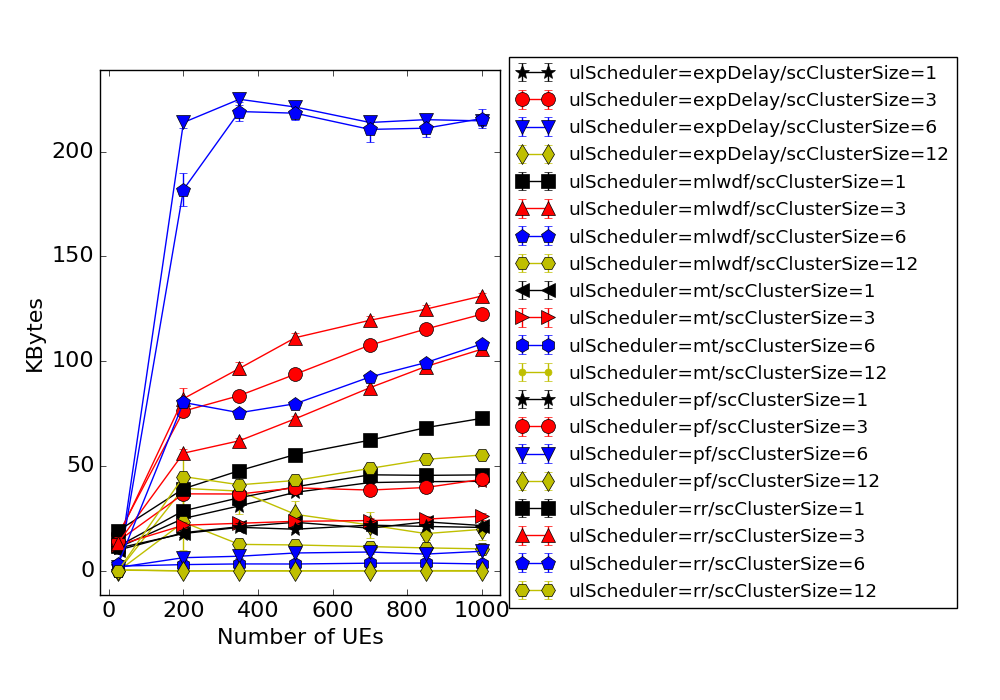 KBytes
200
150
100
50
0
0 200 400 600 800 1000
Number of UEs
ulScheduler=expDelay/scClusterSize=1
ulScheduler=expDelay/scClusterSize=3
ulScheduler=expDelay/scClusterSize=6
ulScheduler=expDelay/scClusterSize=12
ulScheduler=mlwdf/scClusterSize=1
ulScheduler=mlwdf/scClusterSize=3
ulScheduler=mlwdf/scClusterSize=6
ulScheduler=mlwdf/scClusterSize=12
ulScheduler=mt/scClusterSize=1
ulScheduler=mt/scClusterSize=3
ulScheduler=mt/scClusterSize=6
ulScheduler=mt/scClusterSize=12
ulScheduler=pf/scClusterSize=1
ulScheduler=pf/scClusterSize=3
ulScheduler=pf/scClusterSize=6
ulScheduler=pf/scClusterSize=12
ulScheduler=rr/scClusterSize=1
ulScheduler=rr/scClusterSize=3
ulScheduler=rr/scClusterSize=6
ulScheduler=rr/scClusterSize=12